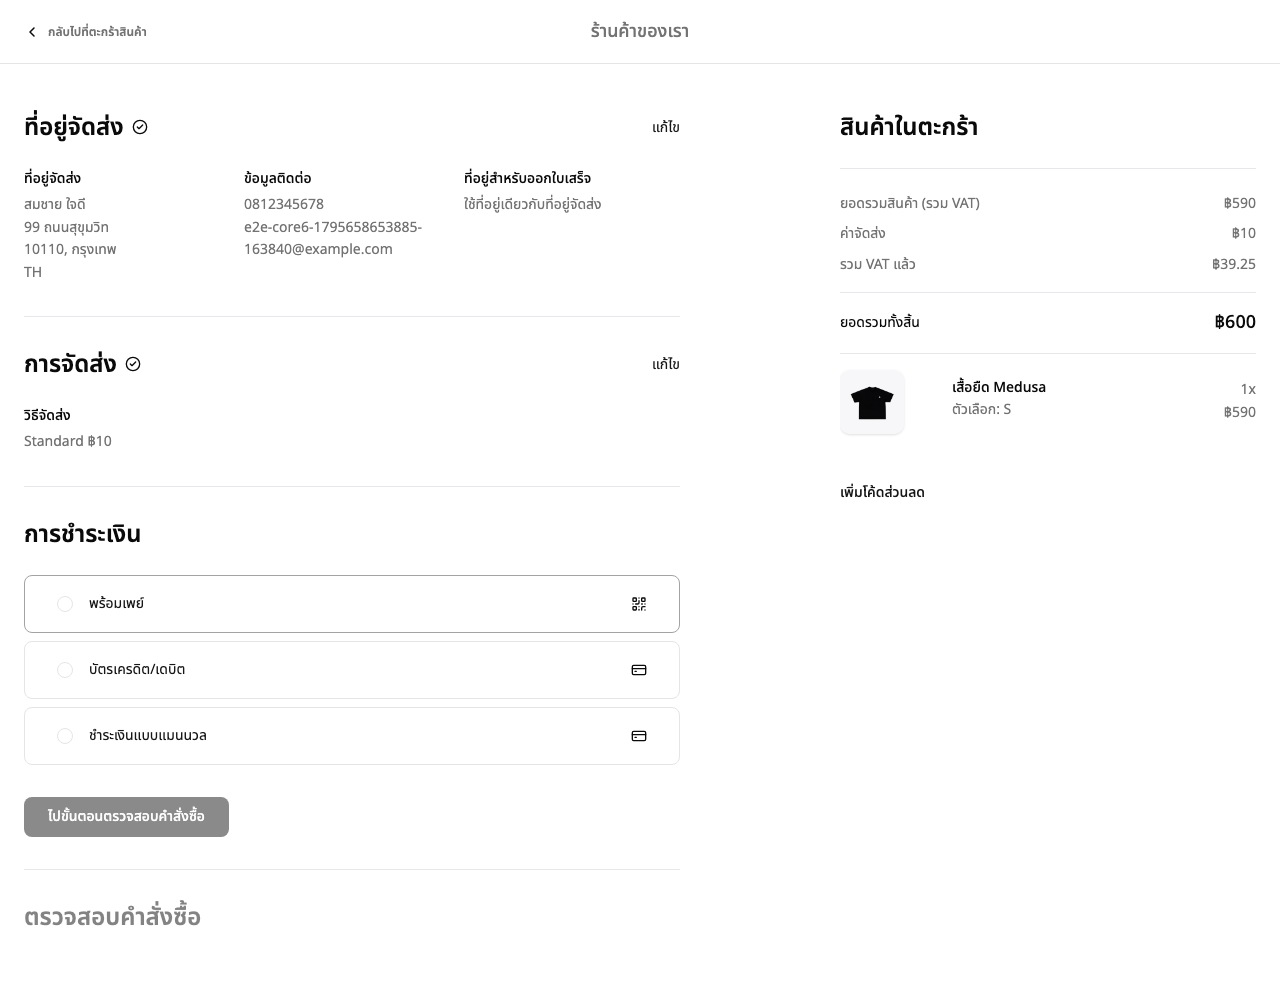 กลับไปที่ตะกร้าสินค้า
ร้านค้าของเรา
ที่อยู่จัดส่ง
แก้ไข
ที่อยู่จัดส่ง
สมชาย ใจดี
99 ถนนสุขุมวิท
10110, กรุงเทพ
TH
ข้อมูลติดต่อ
0812345678
e2e-core6-1795658653885-
163840@example.com
ที่อยู่สำหรับออกใบเสร็จ
ใช้ที่อยู่เดียวกับที่อยู่จัดส่ง
การจัดส่ง
แก้ไข
วิธีจัดส่ง
Standard ฿10
การชำระเงิน
พร้อมเพย์
บัตรเครดิต/เดบิต
ชำระเงินแบบแมนนวล
ไปขั้นตอนตรวจสอบคำสั่งซื้อ
ตรวจสอบคำสั่งซื้อ
สินค้าในตะกร้า
ยอดรวมสินค้า (รวม VAT) ฿590
ค่าจัดส่ง ฿10
รวม VAT แล้ว ฿39.25
ยอดรวมทั้งสิ้น ฿600
เสื้อยืด Medusa 1x
ตัวเลือก: S ฿590
เพิ่มโค้ดส่วนลด